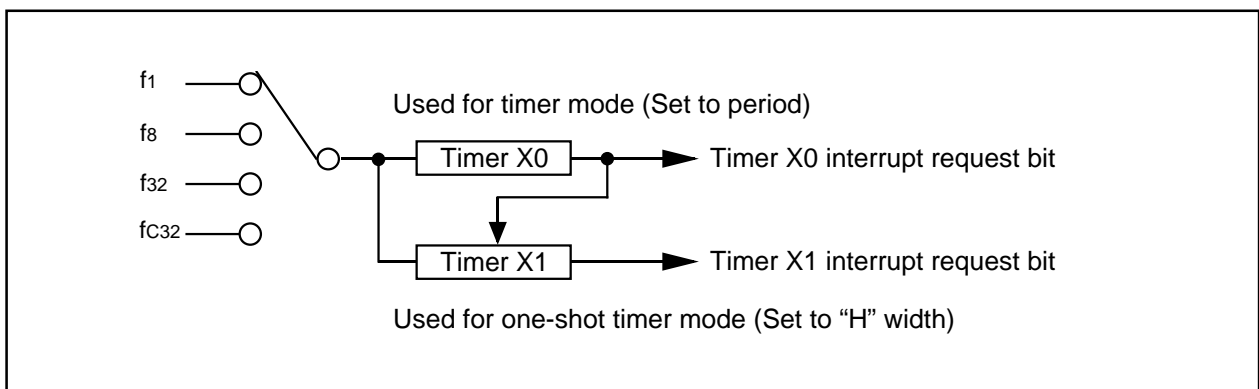 f1
Used for timer mode (Set to period)
f8
Timer X0
Timer X0 interrupt request bit
f32
fC32
Timer X1
Timer X1 interrupt request bit
Used for one-shot timer mode (Set to “H” width)